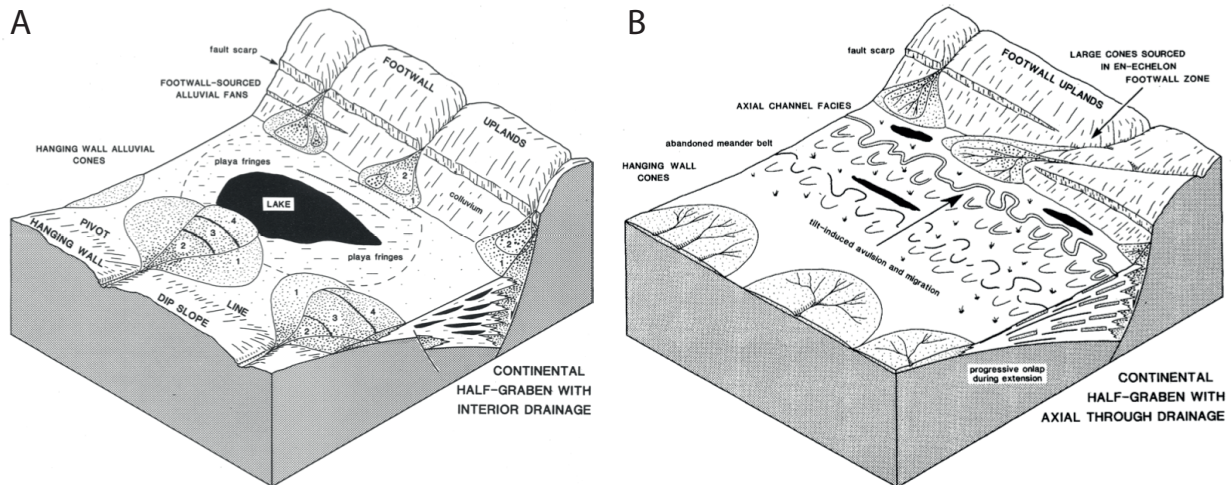 A
fault scarp
FOOTWALL-SOURCED
ALLUVIAL FANS
FOOTWALL
UPLANDS
HANGING WALL ALLUVIAL
CONES
playa fringes
2
1
colluvium
LAKE
PIVOT
LINE
HANGING WALL
DIP SLOPE
4
3
2
1
playa fringes
2
1
1
3
4
2
CONTINENTAL
HALF-GRABEN WITH
INTERIOR DRAINAGE
B
fault scarp
FOOTWALL UPLANDS
LARGE CONES SOURCED
IN EN-ECHELON
FOOTWALL ZONE
AXIAL CHANNEL FACIES
abandoned meander belt
HANGING WALL
CONES
tilt-induced avulsion and migration
progressive onlap
during extension
CONTINENTAL
HALF-GRABEN WITH
AXIAL THROUGH DRAINAGE